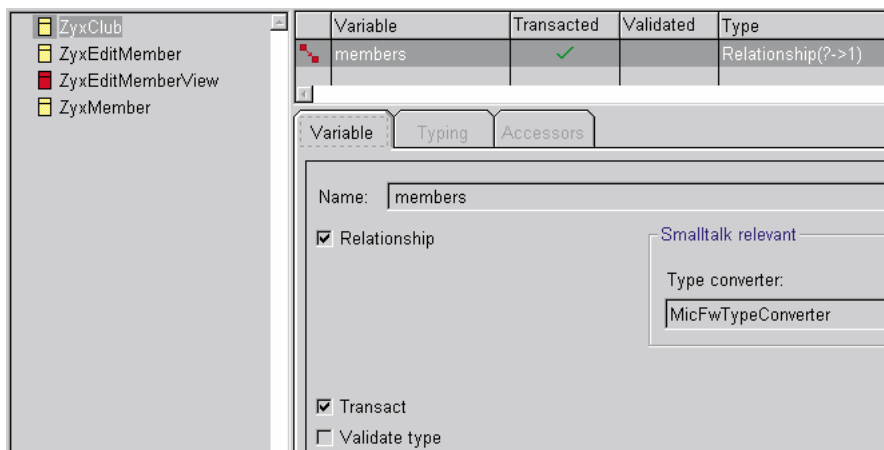 ZyxClub
ZyxEditMember
ZyxEditMemberView
ZyxMember
Variable Transacted Validated Type
members Relationship(?->1)
Variable Typing Accessors
Name: members
Relationship
Smalltalk relevant
Type converter:
MicFwTypeConverter
Transact
Validate type